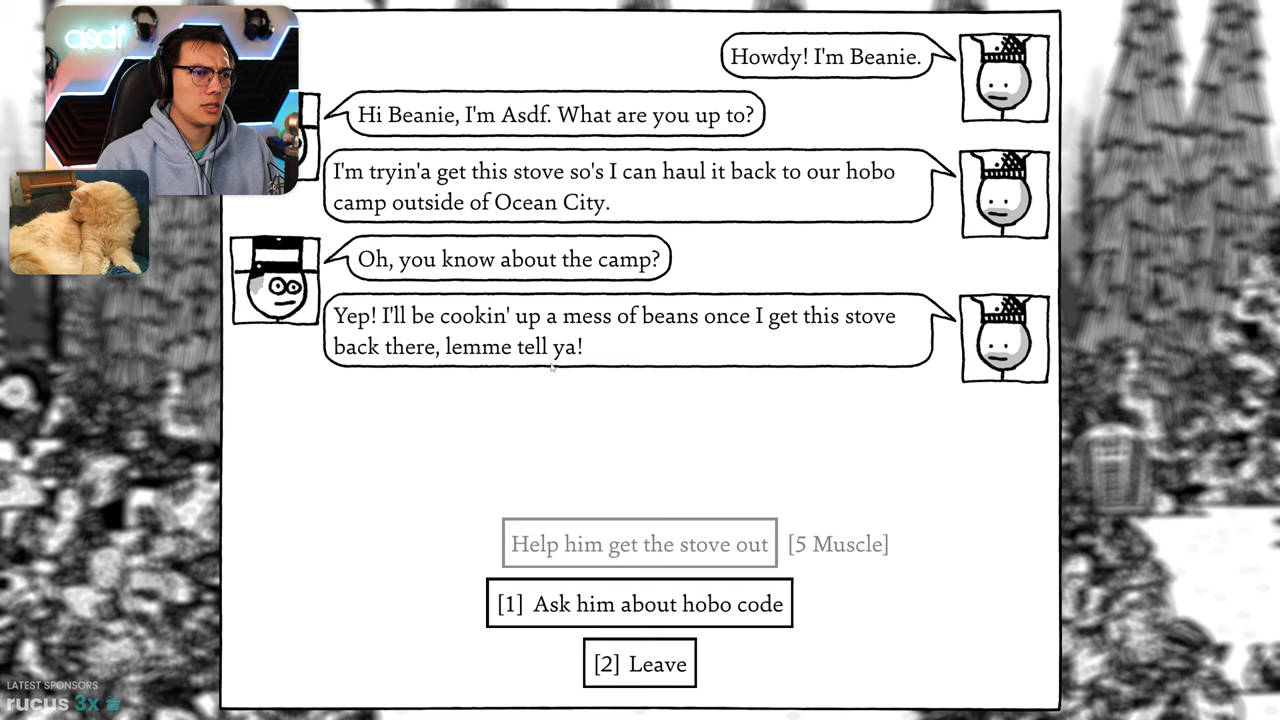 asdf
Howdy! I'm Beanie.
Hi Beanie, I'm Asdf. What are you up to?
I'm tryin'a get this stove so's I can haul it back to our hobo
camp outside of Ocean City.
Oh, you know about the camp?
Yep! I'll be cookin' up a mess of beans once I get this stove
back there, lemme tell ya!
Help him get the stove out [5 Muscle]
[1] Ask him about hobo code
[2] Leave
LATEST SPONSORS
rucus 3x